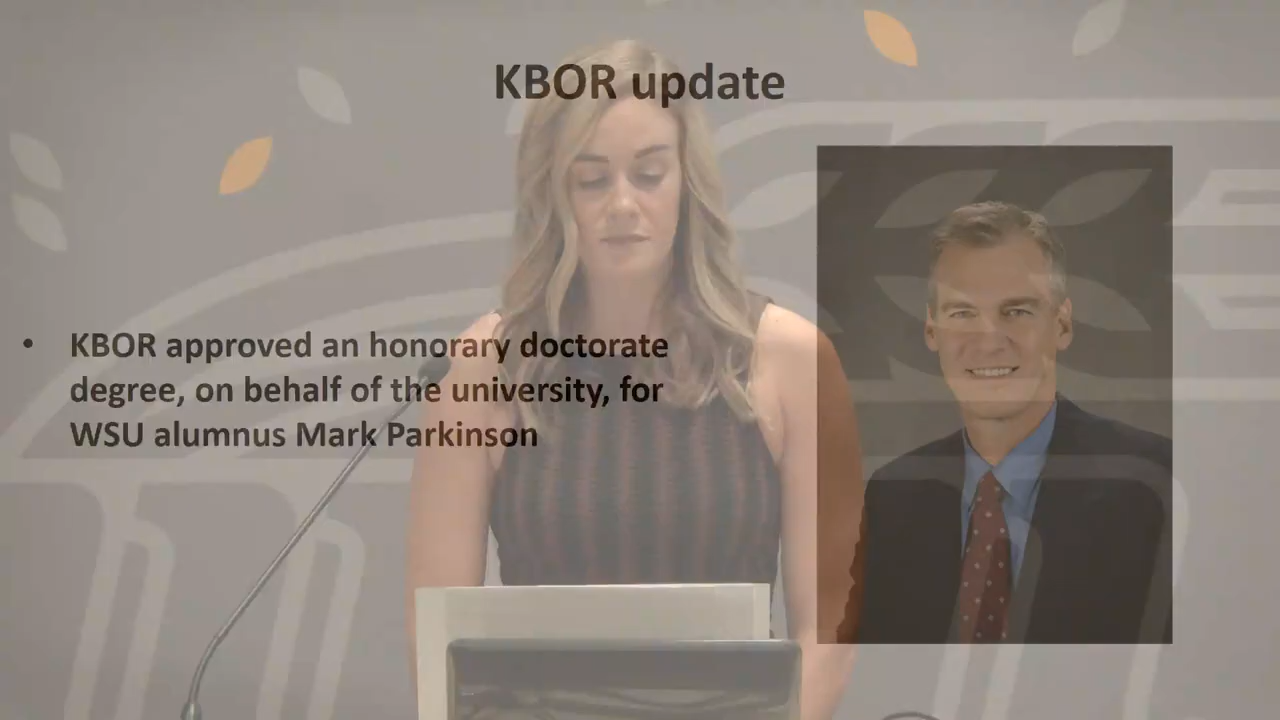 KBOR update
• KBOR approved an honorary doctorate
degree, on behalf of the university, for
WSU alumnus Mark Parkinson